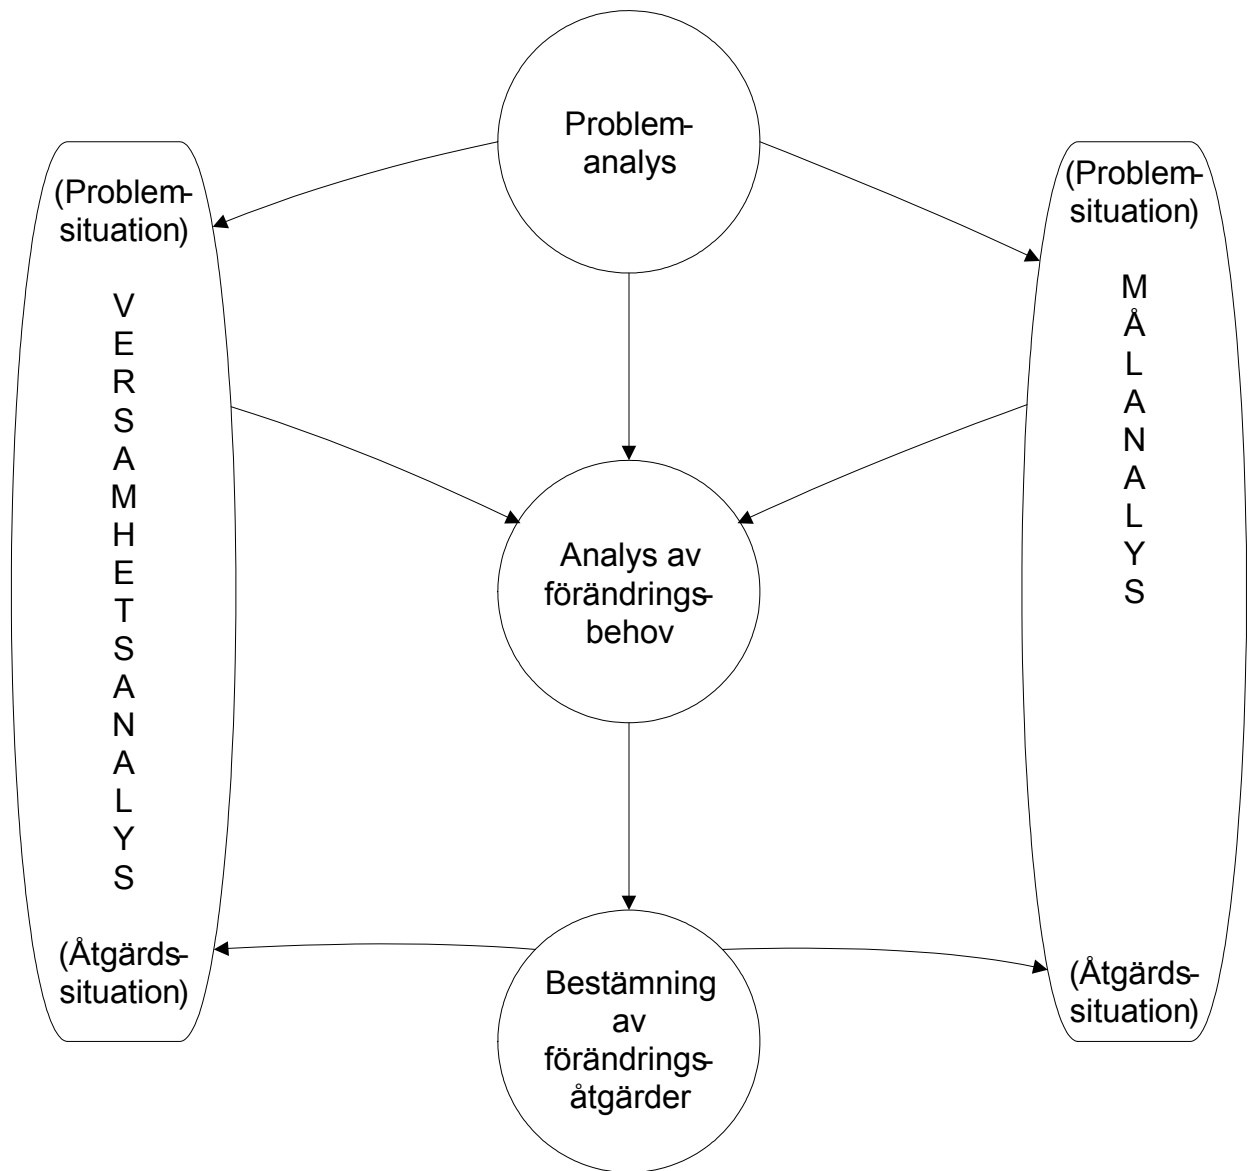 Problem-
analys
(Problem-
situation)
V
E
R
S
A
M
H
E
T
S
A
N
A
L
Y
S
(Åtgärds-
situation)
Analys av
förändrings-
behov
Bestämning
av
förändrings-
åtgärder
(Problem-
situation)
M
Å
L
A
N
A
L
Y
S
(Åtgärds-
situation)